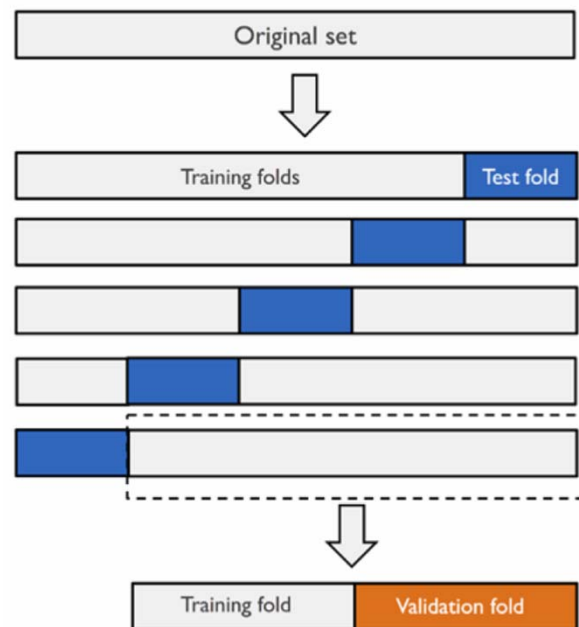 Original set
Training folds
Test fold
Training fold
Validation fold